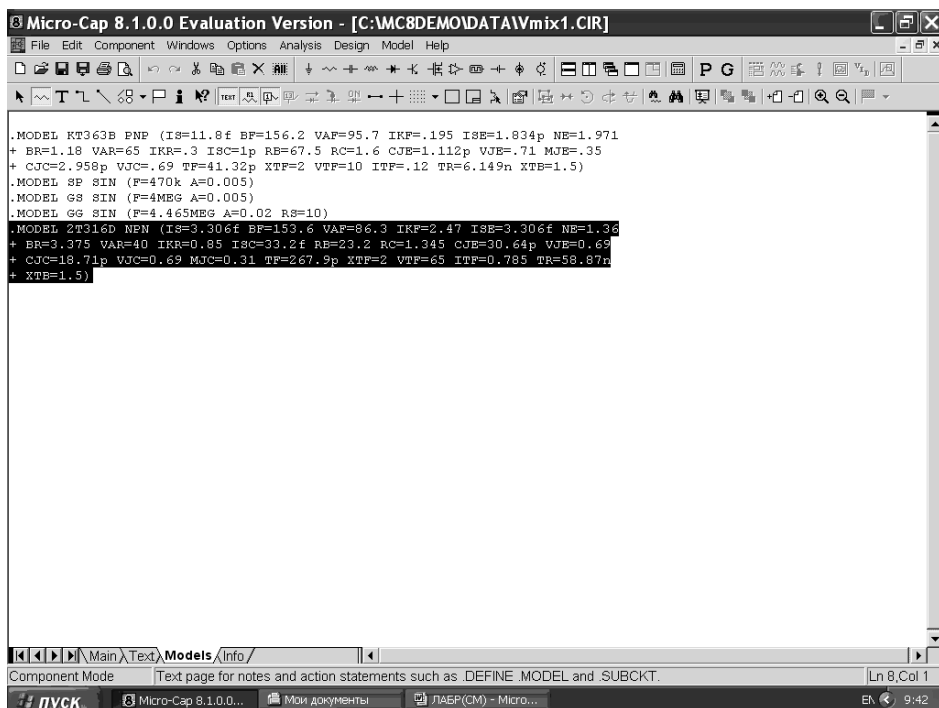 Micro-Cap 8.1.0.0 Evaluation Version - [C:\MC8DEMO\DATA\Vmix1.CIR]
File Edit Component Windows Options Analysis Design Model Help
P G
T TEXT
.MODEL KT363B PNP (IS=11.8f BF=156.2 VAF=95.7 IKF=.195 ISE=1.834p NE=1.971
+ BR=1.18 VAR=65 IKR=.3 ISC=1p RB=67.5 RC=1.6 CJE=1.112p VJE=.71 MJE=.35
+ CJC=2.958p VJC=.69 TF=41.32p XTF=2 VTF=10 ITF=.12 TR=6.149n XTB=1.5)
.MODEL SP SIN (F=470k A=0.005)
.MODEL GS SIN (F=4MEG A=0.005)
.MODEL GG SIN (F=4.465MEG A=0.02 RS=10)
.MODEL 2T316D NPN (IS=3.306f BF=153.6 VAF=86.3 IKF=2.47 ISE=3.306f NE=1.36
+ BR=3.375 VAR=40 IKR=0.85 ISC=33.2f RB=23.2 RC=1.345 CJE=30.64p VJE=0.69
+ CJC=18.71p VJC=0.69 MJC=0.31 TF=267.9p XTF=2 VTF=65 ITF=0.785 TR=58.87n
+ XTB=1.5)
Main Text Models Info
Component Mode Text page for notes and action statements such as .DEFINE .MODEL and .SUBCKT. Ln 8,Col 1
пуск Micro-Cap 8.1.0.0... Мои документы ЛАБР(СМ) - Micro... EN 9:42